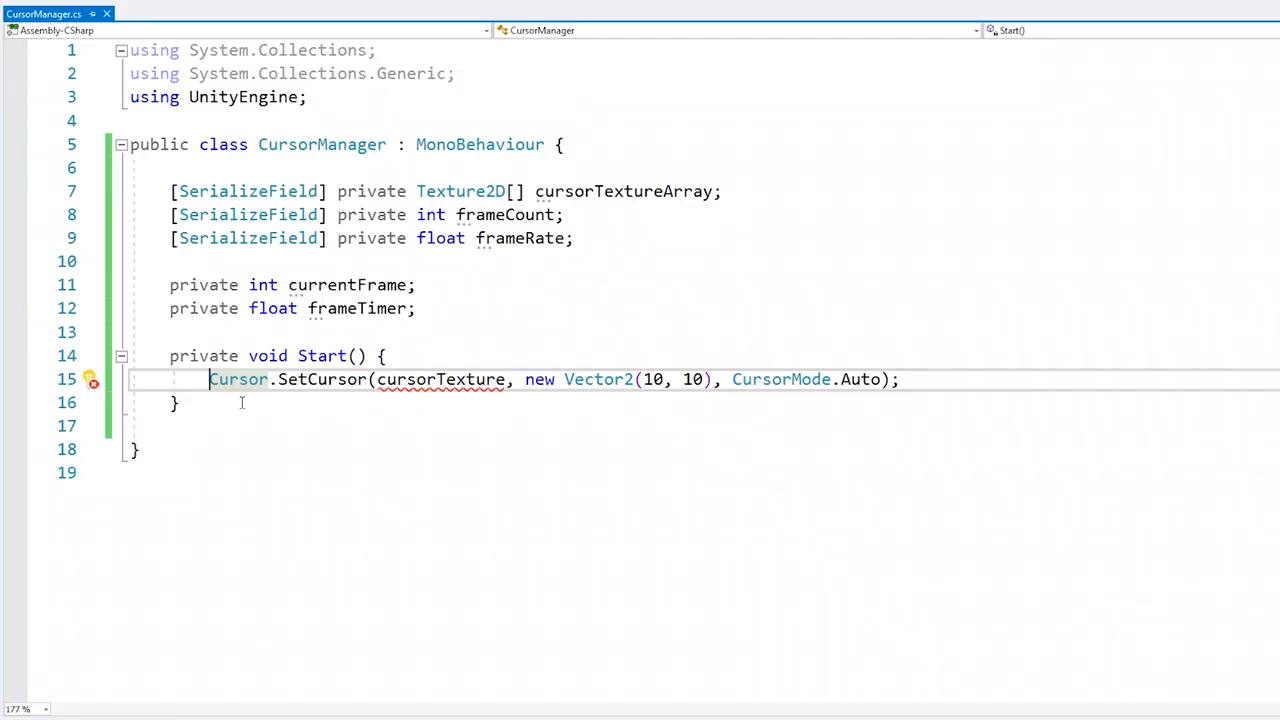 CursorManager.cs
Assembly-CSharp CursorManager Start()
1 using System.Collections;
2 using System.Collections.Generic;
3 using UnityEngine;
4
5 public class CursorManager : MonoBehaviour {
6
7 [SerializeField] private Texture2D[] cursorTextureArray;
8 [SerializeField] private int frameCount;
9 [SerializeField] private float frameRate;
10
11 private int currentFrame;
12 private float frameTimer;
13
14 private void Start() {
15 Cursor.SetCursor(cursorTexture, new Vector2(10, 10), CursorMode.Auto);
16 }
17
18 }
19
177 %